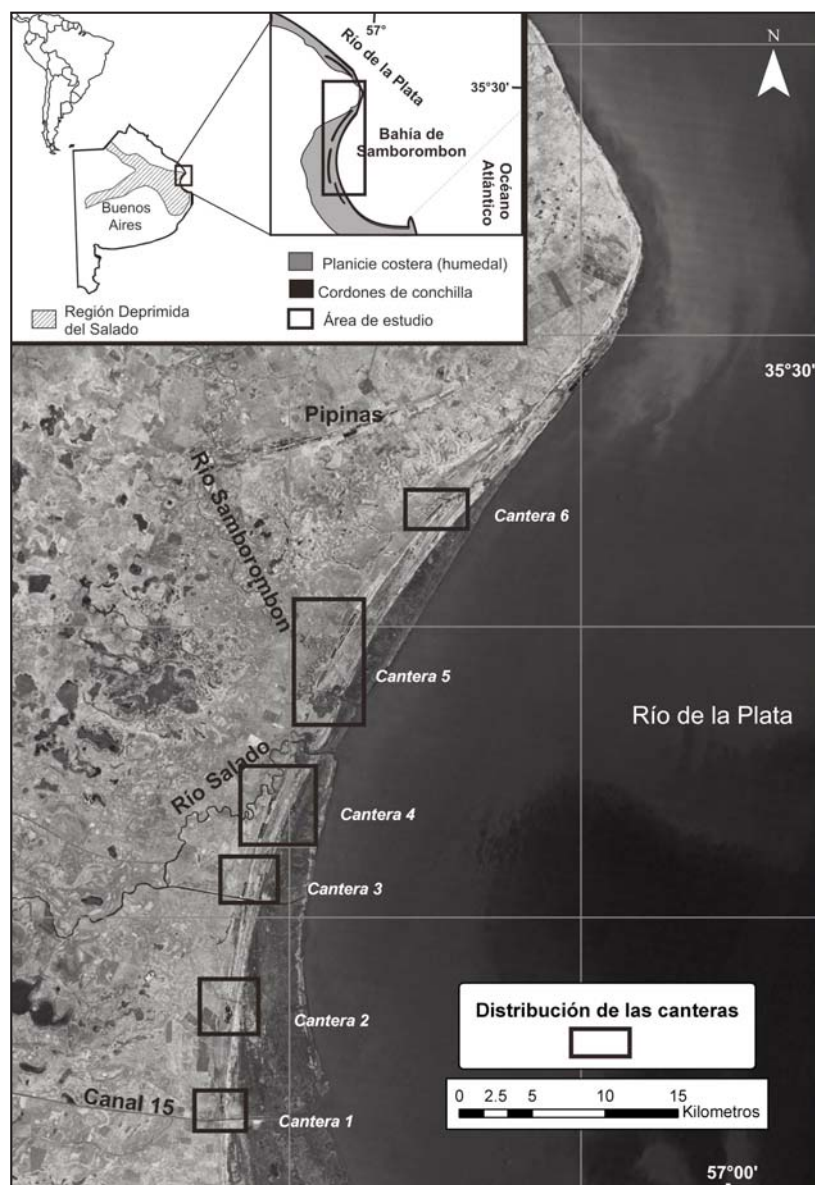 57°
N
Río de la Plata
35°30'
Bahía de
Samborombon
Océano
Atlántico
Buenos
Aires
Planicie costera (humedal)
Cordones de conchilla
Región Deprimida
del Salado
Área de estudio
35°30'
Pipinas
Río Samborombon
Cantera 6
Cantera 5
Río de la Plata
Río Salado
Cantera 4
Cantera 3
Distribución de las canteras
Cantera 2
0 2.5 5 10 15
Kilometros
Canal 15
Cantera 1
57°00'